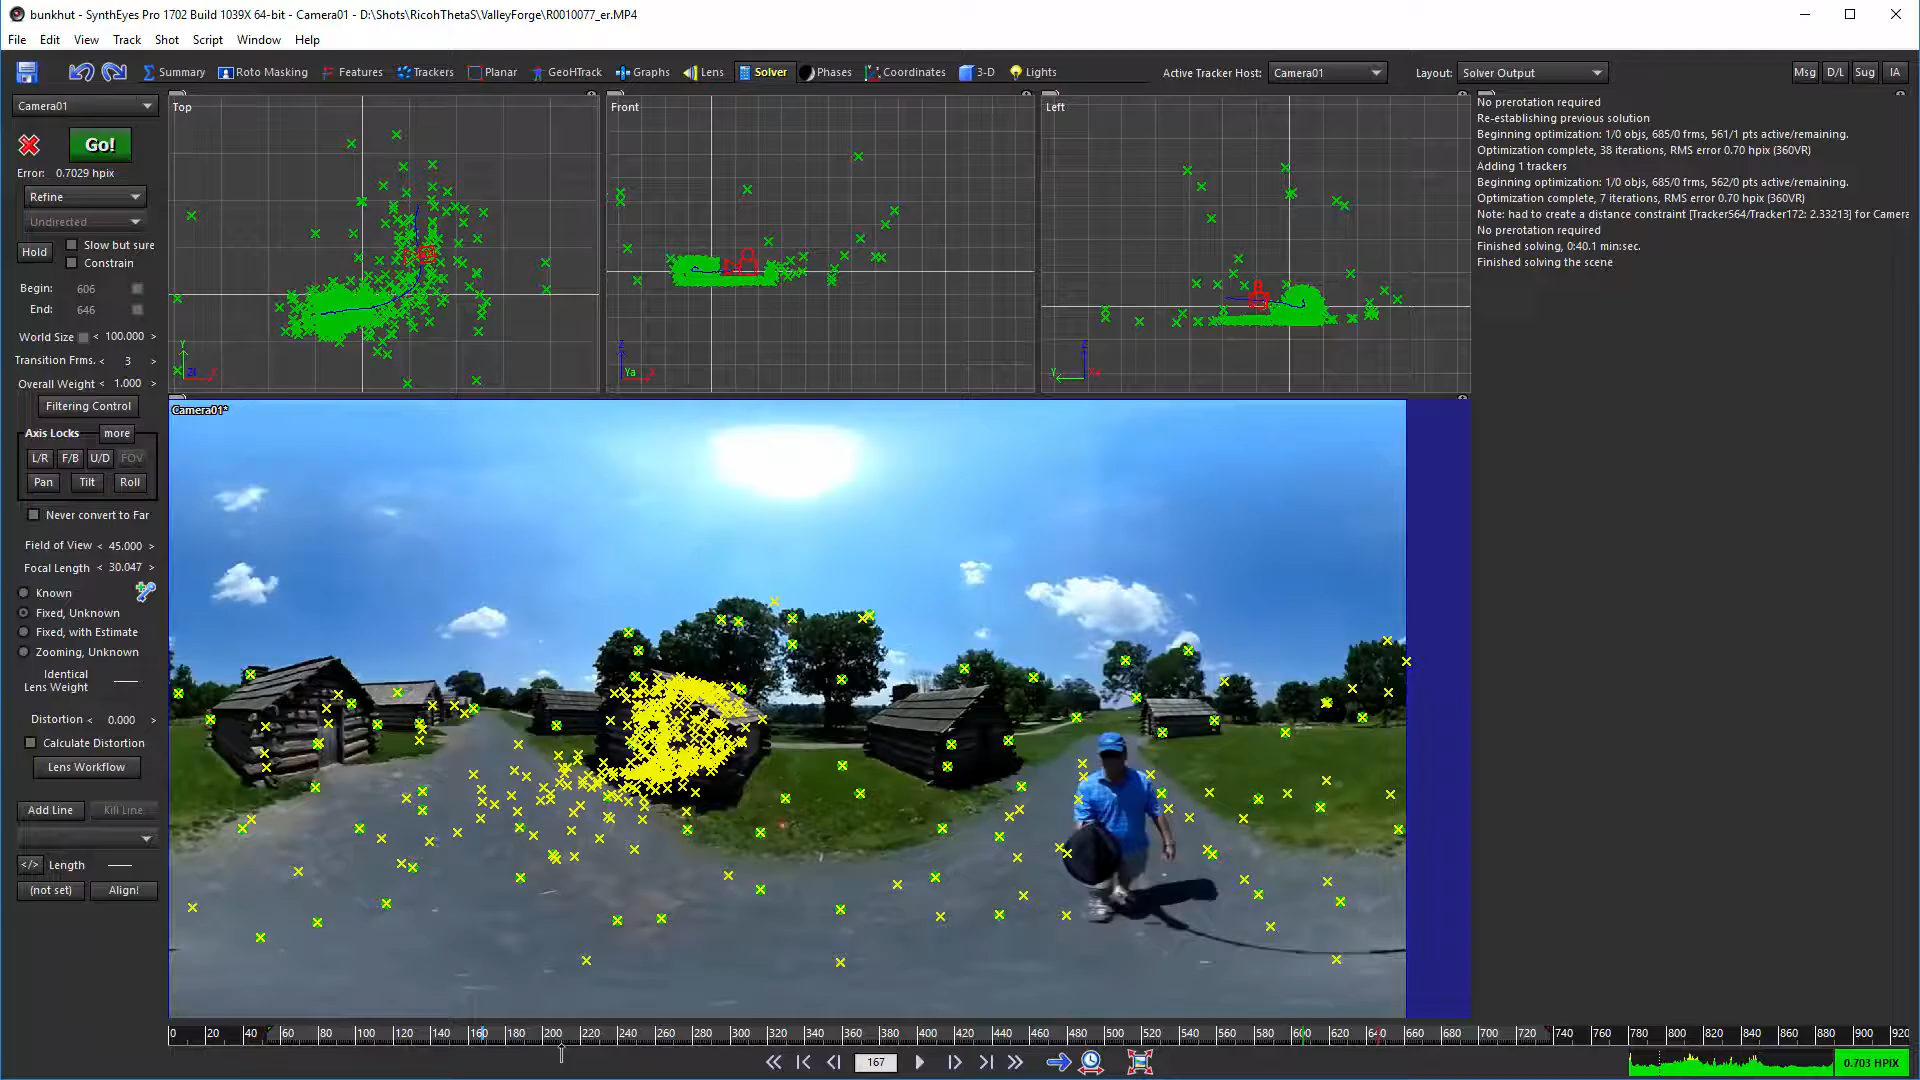 bunkhut - SynthEyes Pro 1702 Build 1039X 64-bit - Camera01 - D:\Shots\RicohThetaS\ValleyForge\R0010077_er.MP4
File Edit View Track Shot Script Window Help
Summary Roto Masking Features Trackers Planar GeoHTrack Graphs Lens Solver Phases Coordinates 3-D Lights Active Tracker Host: Camera01 Layout: Solver Output Msg D/L Sug IA
Camera01
Go!
Error: 0.7029 hpix
Refine
Undirected
Hold Slow but sure
Constrain
Begin: 606
End: 646
World Size < 100.000 >
Transition Frms. < 3 >
Overall Weight < 1.000 >
Filtering Control
Axis Locks more
L/R F/B U/D FOV
Pan Tilt Roll
Never convert to Far
Field of View < 45.000 >
Focal Length < 30.047 >
Known
Fixed, Unknown
Fixed, with Estimate
Zooming, Unknown
Identical
Lens Weight
Distortion < 0.000 >
Calculate Distortion
Lens Workflow
Add Line Kill Line
</> Length
(not set) Align!
Top
Y
X
Front
Z
Ya X
Left
Z
Y
Camera01*
No prerotation required
Re-establishing previous solution
Beginning optimization: 1/0 objs, 685/0 frms, 561/1 pts active/remaining.
Optimization complete, 38 iterations, RMS error 0.70 hpix (360VR)
Adding 1 trackers
Beginning optimization: 1/0 objs, 685/0 frms, 562/0 pts active/remaining.
Optimization complete, 7 iterations, RMS error 0.70 hpix (360VR)
Note: had to create a distance constraint [Tracker564/Tracker172: 2.33213] for Camera
No prerotation required
Finished solving, 0:40.1 min:sec.
Finished solving the scene
0 20 40 60 80 100 120 140 160 180 200 220 240 260 280 300 320 340 360 380 400 420 440 460 480 500 520 540 560 580 600 620 640 660 680 700 720 740 760 780 800 820 840 860 880 900 920
167
0.703 HPIX